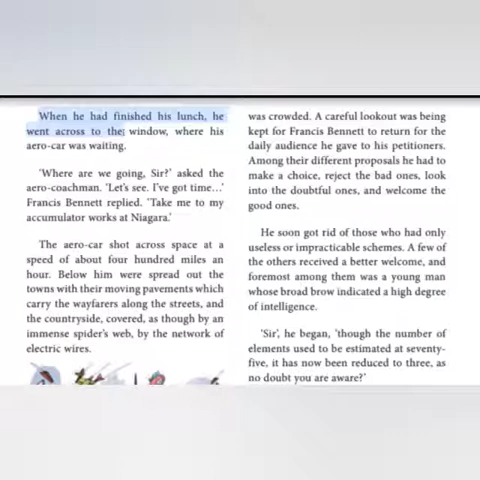 When he had finished his lunch, he
went across to the window, where his
aero-car was waiting.
'Where are we going, Sir?' asked the
aero-coachman. 'Let's see. I've got time...'
Francis Bennett replied. 'Take me to my
accumulator works at Niagara.'
The aero-car shot across space at a
speed of about four hundred miles an
hour. Below him were spread out the
towns with their moving pavements which
carry the wayfarers along the streets, and
the countryside, covered, as though by an
immense spider's web, by the network of
electric wires.
was crowded. A careful lookout was being
kept for Francis Bennett to return for the
daily audience he gave to his petitioners.
Among their different proposals he had to
make a choice, reject the bad ones, look
into the doubtful ones, and welcome the
good ones.
He soon got rid of those who had only
useless or impracticable schemes. A few of
the others received a better welcome, and
foremost among them was a young man
whose broad brow indicated a high degree
of intelligence.
'Sir', he began, 'though the number of
elements used to be estimated at seventy-
five, it has now been reduced to three, as
no doubt you are aware?'